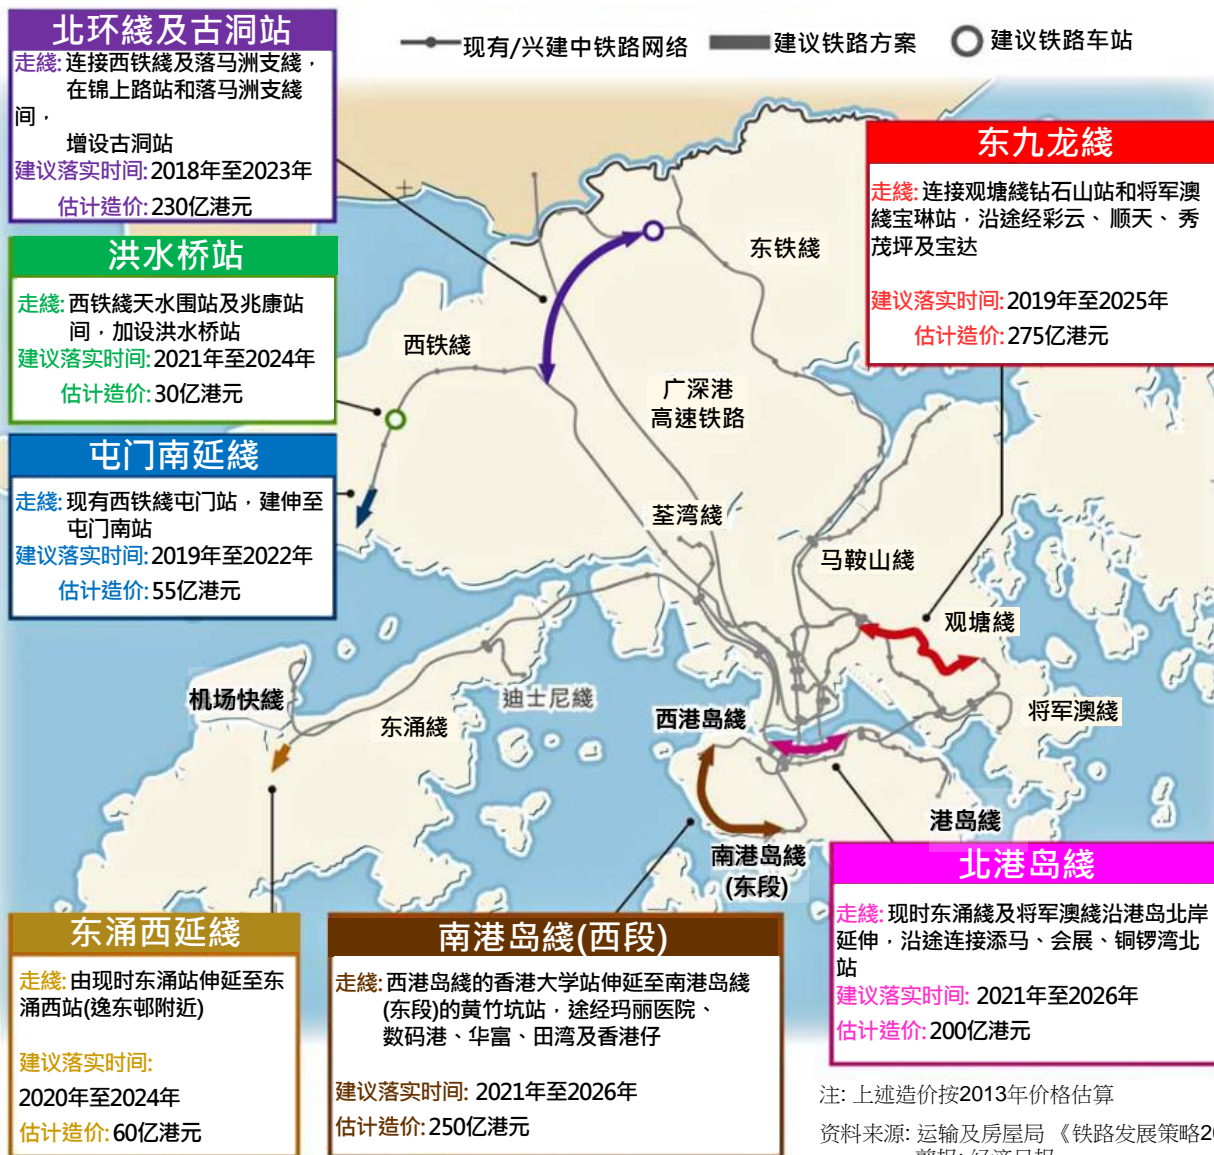 现有/兴建中铁路网络
建议铁路方案
建议铁路车站
北环綫及古洞站
走綫: 连接西铁綫及落马洲支綫，
在锦上路站和落马洲支綫
间，
增设古洞站
建议落实时间: 2018年至2023年
估计造价: 230亿港元
洪水桥站
走綫: 西铁綫天水围站及兆康站
间，加设洪水桥站
建议落实时间: 2021年至2024年
估计造价: 30亿港元
屯门南延綫
走綫: 现有西铁綫屯门站，建伸至
屯门南站
建议落实时间: 2019年至2022年
估计造价: 55亿港元
东九龙綫
走綫: 连接观塘綫钻石山站和将军澳
綫宝琳站，沿途经彩云、顺天、秀
茂坪及宝达
建议落实时间: 2019年至2025年
估计造价: 275亿港元
东铁綫
西铁綫
广深港
高速铁路
荃湾綫
马鞍山綫
观塘綫
机场快綫
东涌綫
迪士尼綫
西港岛綫
将军澳綫
港岛綫
南港岛綫
(东段)
东涌西延綫
走綫: 由现时东涌站伸延至东
涌西站(逸东邨附近)
建议落实时间:
2020年至2024年
估计造价: 60亿港元
南港岛綫(西段)
走綫: 西港岛綫的香港大学站伸延至南港岛綫
(东段)的黄竹坑站，途经玛丽医院、
数码港、华富、田湾及香港仔
建议落实时间: 2021年至2026年
估计造价: 250亿港元
北港岛綫
走綫: 现时东涌綫及将军澳綫沿港岛北岸
延伸，沿途连接添马、会展、铜锣湾北
站
建议落实时间: 2021年至2026年
估计造价: 200亿港元
注: 上述造价按2013年价格估算
资料来源: 运输及房屋局 《铁路发展策略20